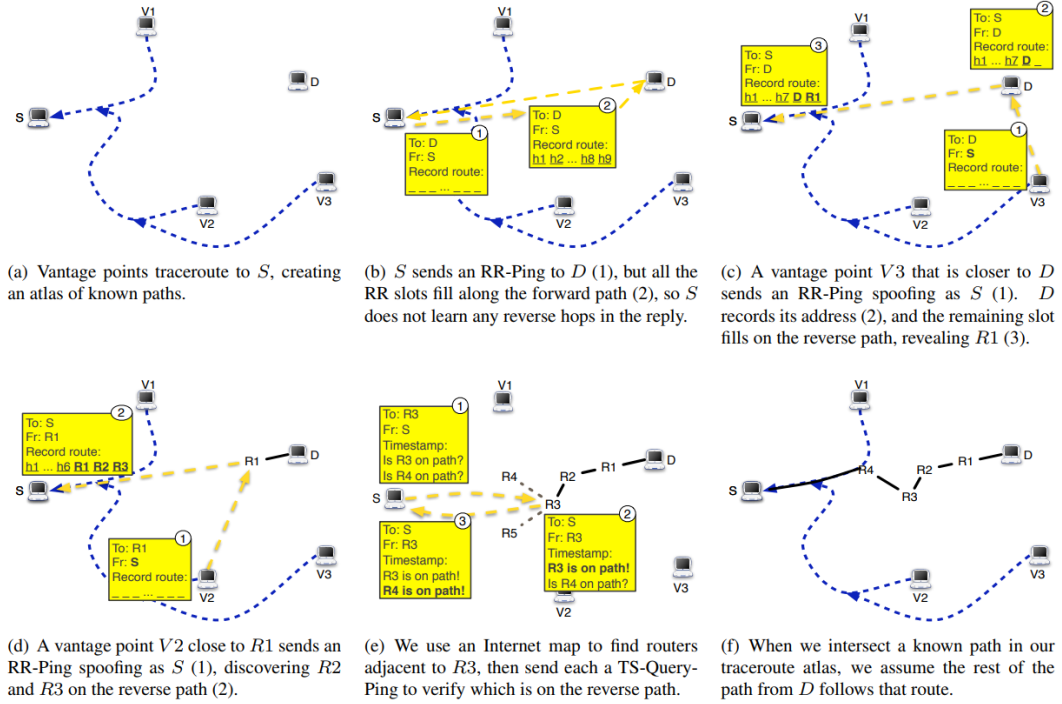 V1
D
S
V2
V3
(a) Vantage points traceroute to S, creating
an atlas of known paths.
V1
D
S
1
To: D
Fr: S
Record route:
_ _ _ ... _ _ _
2
To: D
Fr: S
Record route:
h1 h2 ... h8 h9
V2
V3
(b) S sends an RR-Ping to D (1), but all the
RR slots fill along the forward path (2), so S
does not learn any reverse hops in the reply.
V1
2
To: S
Fr: D
Record route:
h1 ... h7 D _
3
To: S
Fr: D
Record route:
h1 ... h7 D R1
D
S
1
To: D
Fr: S
Record route:
_ _ _ ... _ _ _
V2
V3
(c) A vantage point V3 that is closer to D
sends an RR-Ping spoofing as S (1). D
records its address (2), and the remaining slot
fills on the reverse path, revealing R1 (3).
V1
2
To: S
Fr: R1
Record route:
h1 ... h6 R1 R2 R3
R1
D
S
1
To: R1
Fr: S
Record route:
_ _ _ ... _ _ _
V2
V3
(d) A vantage point V2 close to R1 sends an
RR-Ping spoofing as S (1), discovering R2
and R3 on the reverse path (2).
V1
1
To: R3
Fr: S
Timestamp:
Is R3 on path?
Is R4 on path?
D
R1
R2
R4
S
R3
R5
3
To: S
Fr: R3
Timestamp:
R3 is on path!
R4 is on path!
2
To: S
Fr: R3
Timestamp:
R3 is on path!
Is R4 on path?
V2
V3
(e) We use an Internet map to find routers
adjacent to R3, then send each a TS-Query-
Ping to verify which is on the reverse path.
V1
D
R1
R2
R4
R3
S
V2
V3
(f) When we intersect a known path in our
traceroute atlas, we assume the rest of the
path from D follows that route.